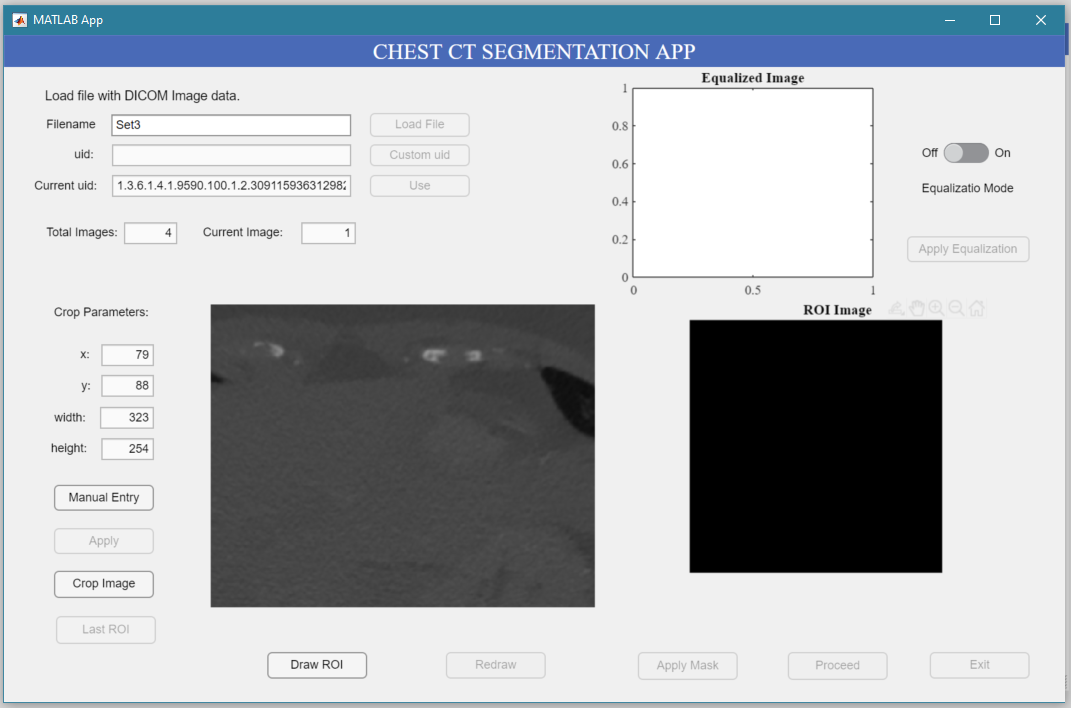 MATLAB App
CHEST CT SEGMENTATION APP
Load file with DICOM Image data.
Filename Set3 Load File
uid: Custom uid
Current uid: 1.3.6.1.4.1.9590.100.1.2.309115936312982 Use
Total Images: 4 Current Image: 1
Equalized Image
1
0.8
0.6
0.4
0.2
0
0 0.5 1
Off On
Equalizatio Mode
Apply Equalization
Crop Parameters:
x: 79
y: 88
width: 323
height: 254
Manual Entry
Apply
Crop Image
Last ROI
ROI Image
Draw ROI Redraw Apply Mask Proceed Exit